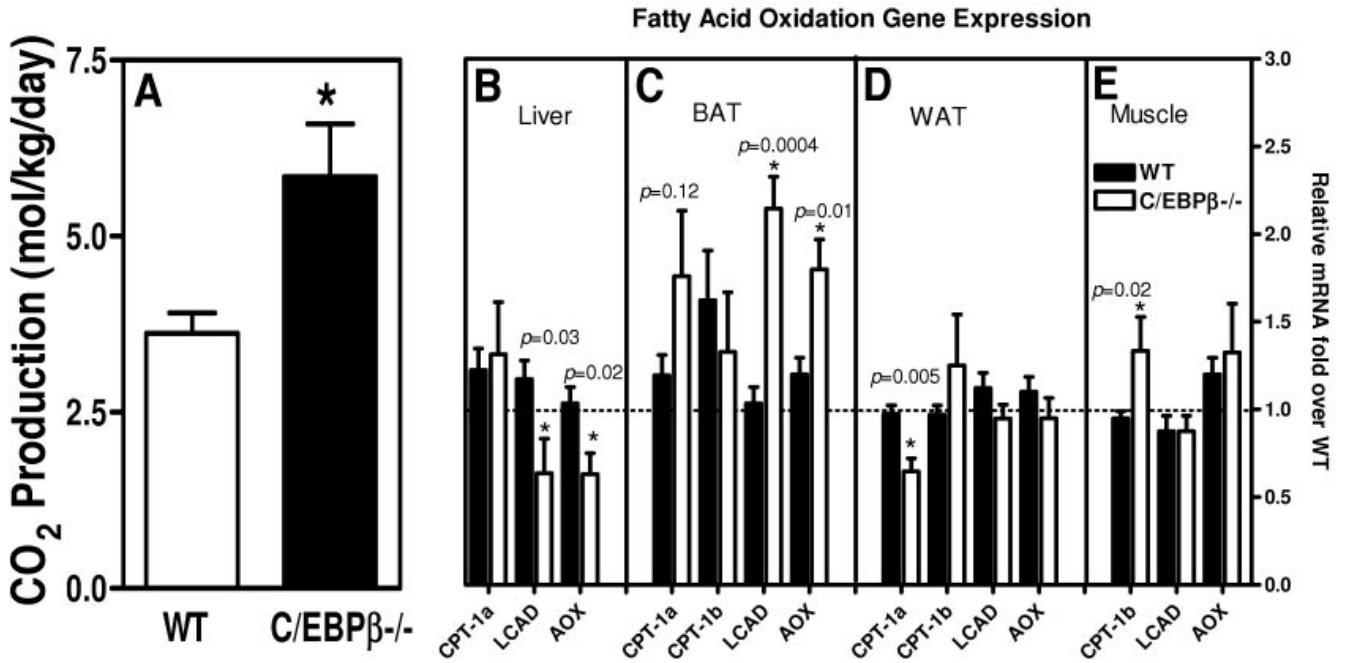 Fatty Acid Oxidation Gene Expression
A
CO2 Production (mol/kg/day)
7.5
5.0
2.5
0.0
*
WT
C/EBPβ-/-
B
Liver
p=0.03
p=0.02
*
*
CPT-1a
LCAD
AOX
C
BAT
p=0.12
p=0.0004
*
p=0.01
*
CPT-1a
CPT-1b
LCAD
AOX
D
WAT
p=0.005
*
CPT-1a
CPT-1b
LCAD
AOX
E
Muscle
WT
C/EBPβ-/-
p=0.02
*
CPT-1b
LCAD
AOX
3.0
2.5
2.0
1.5
1.0
0.5
0.0
Relative mRNA fold over WT